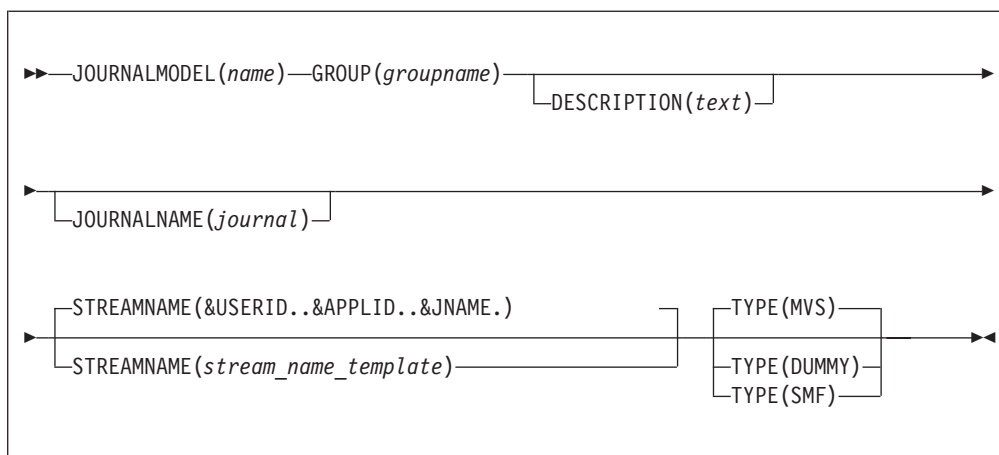 JOURNALMODEL(name) GROUP(groupname)
DESCRIPTION(text)
JOURNALNAME(journal)
STREAMNAME(&USERID..&APPLID..&JNAME.) TYPE(MVS)
STREAMNAME(stream_name_template) TYPE(DUMMY)
TYPE(SMF)